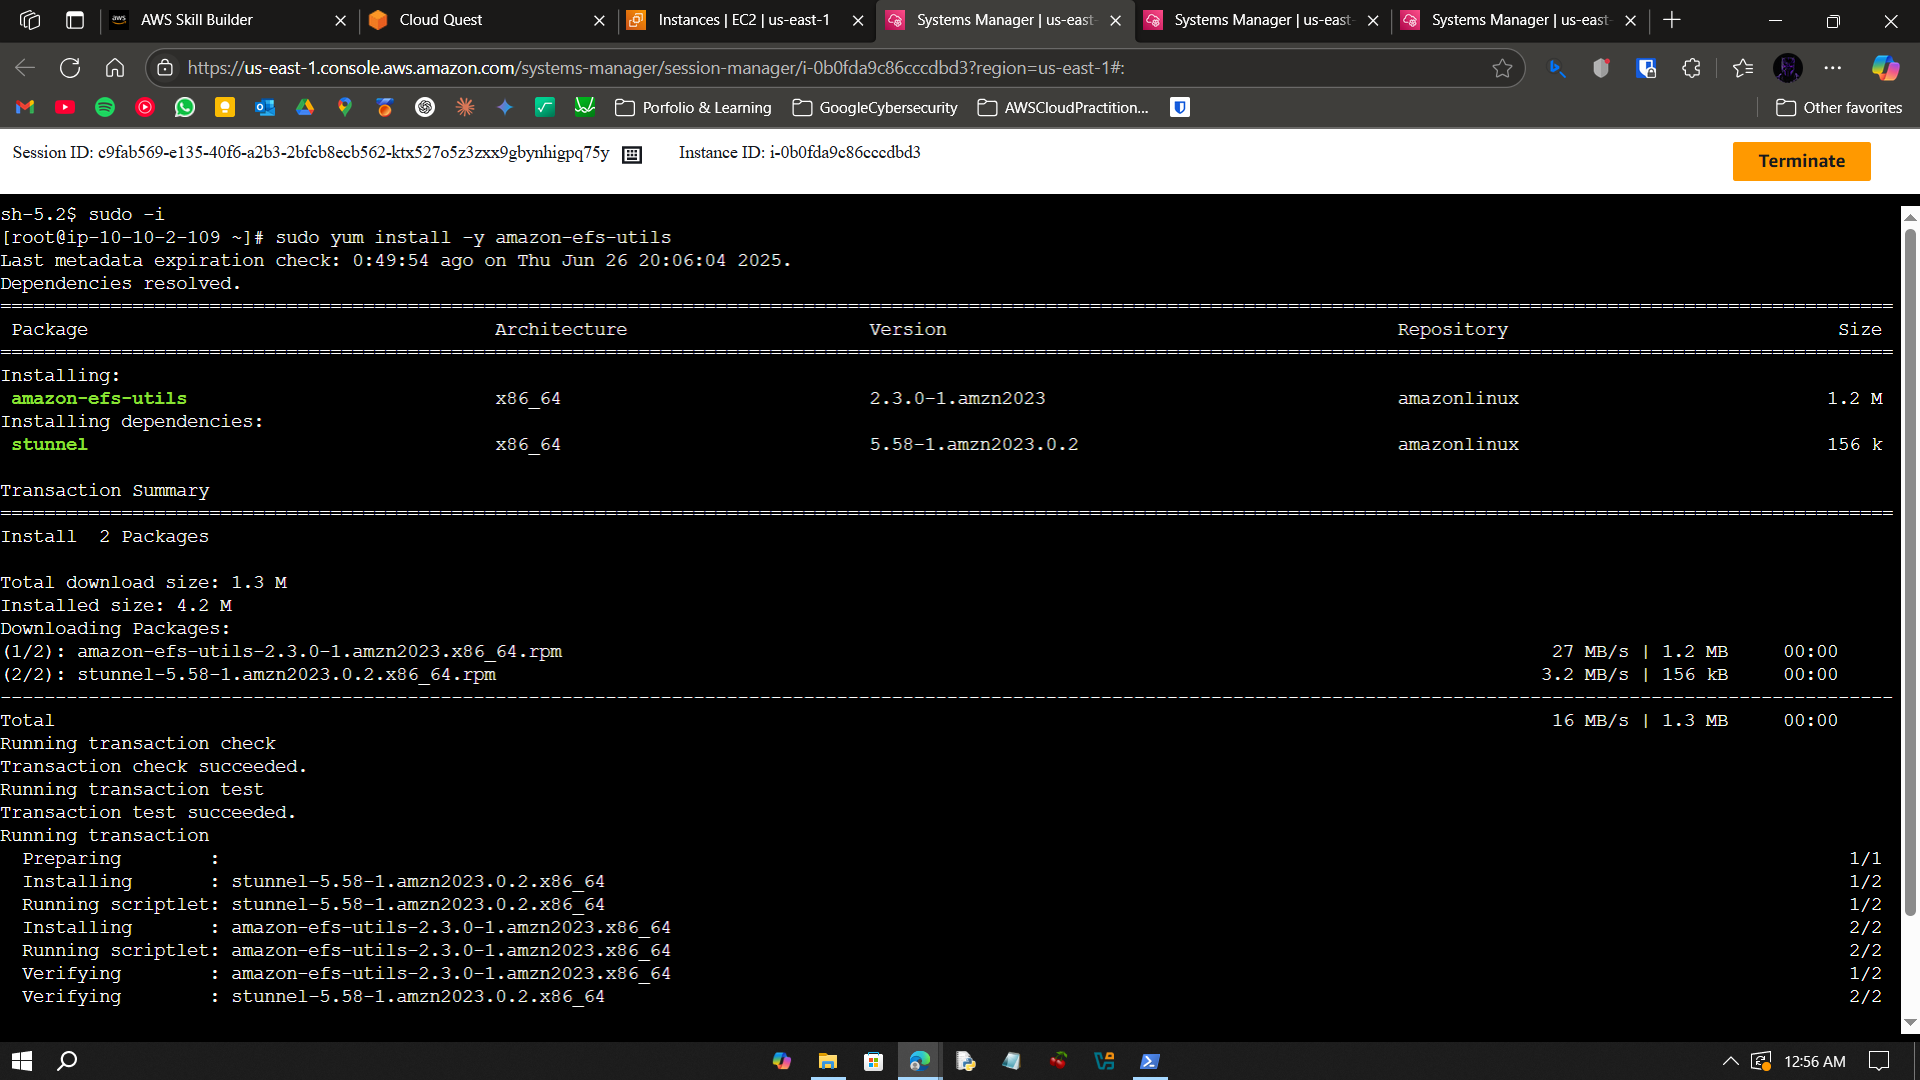 AWS Skill Builder
Cloud Quest
Instances | EC2 | us-east-1
Systems Manager | us-east-
Systems Manager | us-east-
Systems Manager | us-east-
https://us-east-1.console.aws.amazon.com/systems-manager/session-manager/i-0b0fda9c86cccdbd3?region=us-east-1#:
Porfolio & Learning
GoogleCybersecurity
AWSCloudPractition...
Other favorites
Session ID: c9fab569-e135-40f6-a2b3-2bfcb8ecb562-ktx527o5z3zxx9gbynhigpq75y
Instance ID: i-0b0fda9c86cccdbd3
Terminate
sh-5.2$ sudo -i
[root@ip-10-10-2-109 ~]# sudo yum install -y amazon-efs-utils
Last metadata expiration check: 0:49:54 ago on Thu Jun 26 20:06:04 2025.
Dependencies resolved.
Package Architecture Version Repository Size
Installing:
amazon-efs-utils x86_64 2.3.0-1.amzn2023 amazonlinux 1.2 M
Installing dependencies:
stunnel x86_64 5.58-1.amzn2023.0.2 amazonlinux 156 k
Transaction Summary
Install 2 Packages
Total download size: 1.3 M
Installed size: 4.2 M
Downloading Packages:
(1/2): amazon-efs-utils-2.3.0-1.amzn2023.x86_64.rpm 27 MB/s | 1.2 MB 00:00
(2/2): stunnel-5.58-1.amzn2023.0.2.x86_64.rpm 3.2 MB/s | 156 kB 00:00
Total 16 MB/s | 1.3 MB 00:00
Running transaction check
Transaction check succeeded.
Running transaction test
Transaction test succeeded.
Running transaction
Preparing : 1/1
Installing : stunnel-5.58-1.amzn2023.0.2.x86_64 1/2
Running scriptlet: stunnel-5.58-1.amzn2023.0.2.x86_64 1/2
Installing : amazon-efs-utils-2.3.0-1.amzn2023.x86_64 2/2
Running scriptlet: amazon-efs-utils-2.3.0-1.amzn2023.x86_64 2/2
Verifying : amazon-efs-utils-2.3.0-1.amzn2023.x86_64 1/2
Verifying : stunnel-5.58-1.amzn2023.0.2.x86_64 2/2
12:56 AM